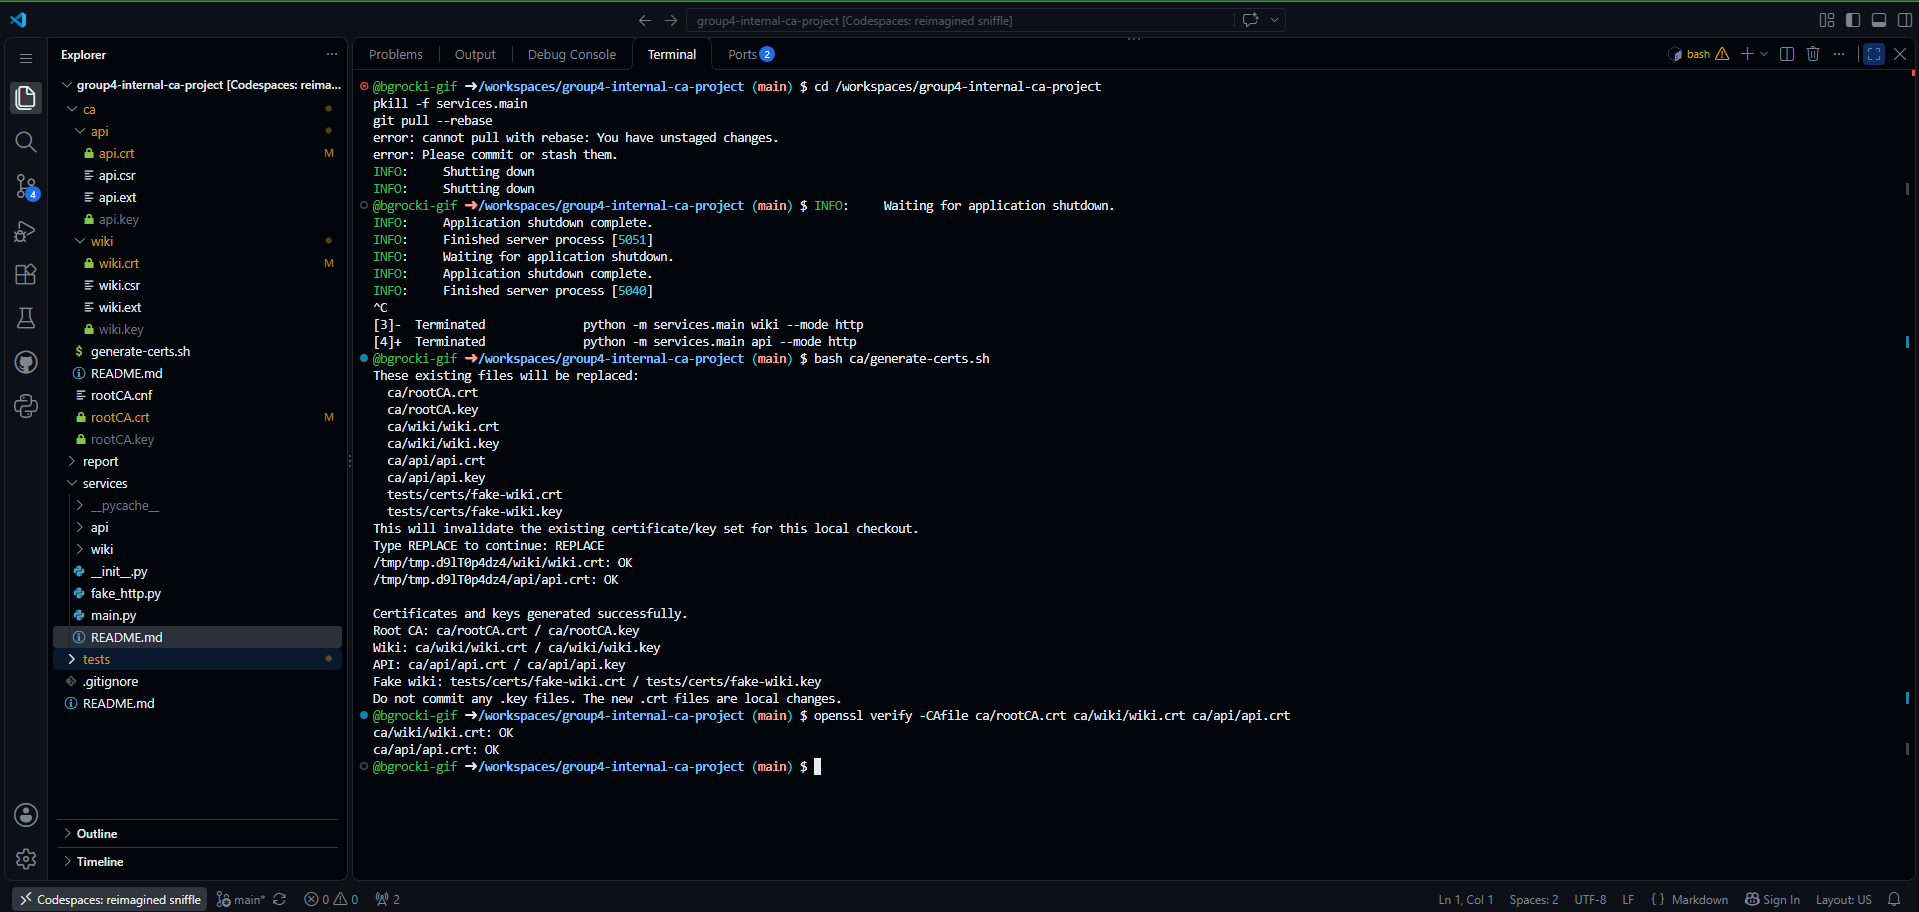 group4-internal-ca-project [Codespaces: reimagined sniffle]
Explorer
group4-internal-ca-project [Codespaces: reima...
ca
api
api.crt M
api.csr
api.ext
api.key
wiki
wiki.crt M
wiki.csr
wiki.ext
wiki.key
generate-certs.sh
README.md
rootCA.cnf
rootCA.crt M
rootCA.key
report
services
__pycache__
api
wiki
__init__.py
fake_http.py
main.py
README.md
tests
.gitignore
README.md
Outline
Timeline
4
Problems Output Debug Console Terminal Ports 2
bash
@bgrocki-gif ➜/workspaces/group4-internal-ca-project (main) $ cd /workspaces/group4-internal-ca-project
pkill -f services.main
git pull --rebase
error: cannot pull with rebase: You have unstaged changes.
error: Please commit or stash them.
INFO: Shutting down
INFO: Shutting down
@bgrocki-gif ➜/workspaces/group4-internal-ca-project (main) $ INFO: Waiting for application shutdown.
INFO: Application shutdown complete.
INFO: Finished server process [5051]
INFO: Waiting for application shutdown.
INFO: Application shutdown complete.
INFO: Finished server process [5040]
^C
[3]- Terminated python -m services.main wiki --mode http
[4]+ Terminated python -m services.main api --mode http
@bgrocki-gif ➜/workspaces/group4-internal-ca-project (main) $ bash ca/generate-certs.sh
These existing files will be replaced:
ca/rootCA.crt
ca/rootCA.key
ca/wiki/wiki.crt
ca/wiki/wiki.key
ca/api/api.crt
ca/api/api.key
tests/certs/fake-wiki.crt
tests/certs/fake-wiki.key
This will invalidate the existing certificate/key set for this local checkout.
Type REPLACE to continue: REPLACE
/tmp/tmp.d9lT0p4dz4/wiki/wiki.crt: OK
/tmp/tmp.d9lT0p4dz4/api/api.crt: OK
Certificates and keys generated successfully.
Root CA: ca/rootCA.crt / ca/rootCA.key
Wiki: ca/wiki/wiki.crt / ca/wiki/wiki.key
API: ca/api/api.crt / ca/api/api.key
Fake wiki: tests/certs/fake-wiki.crt / tests/certs/fake-wiki.key
Do not commit any .key files. The new .crt files are local changes.
@bgrocki-gif ➜/workspaces/group4-internal-ca-project (main) $ openssl verify -CAfile ca/rootCA.crt ca/wiki/wiki.crt ca/api/api.crt
ca/wiki/wiki.crt: OK
ca/api/api.crt: OK
@bgrocki-gif ➜/workspaces/group4-internal-ca-project (main) $
Codespaces: reimagined sniffle main* 0 0 2 Ln 1, Col 1 Spaces: 2 UTF-8 LF { } Markdown Sign In Layout: US